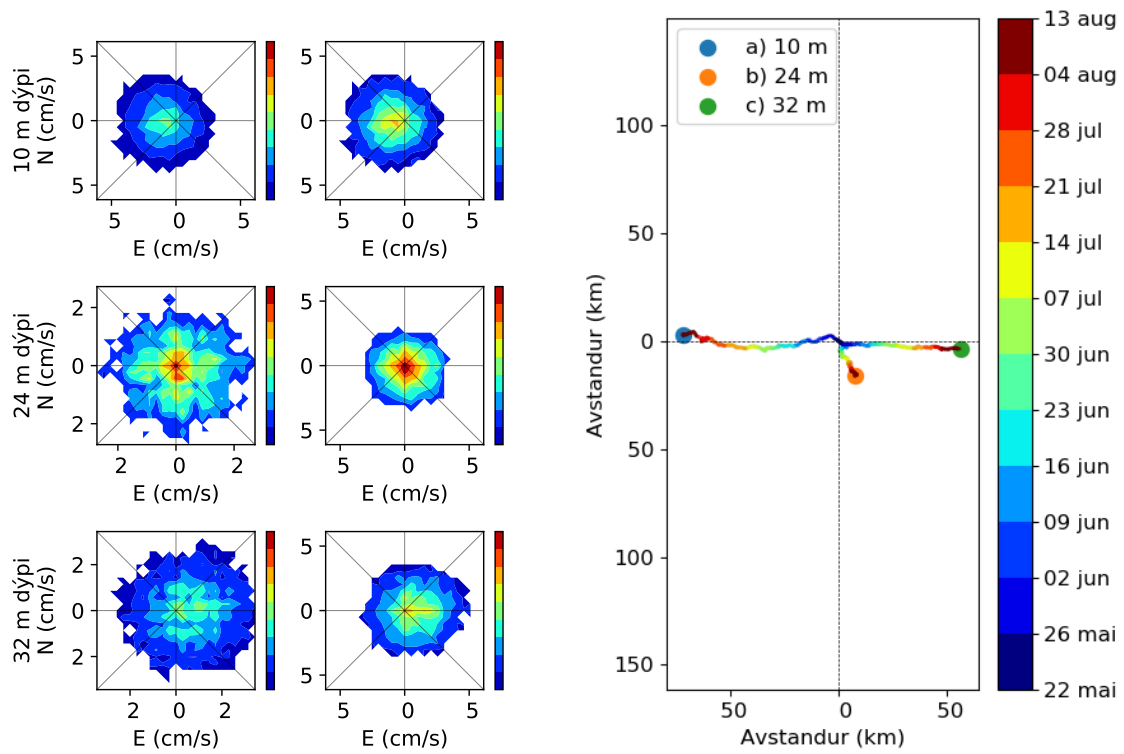 10 m dýpi
N (cm/s)
5
0
5
5 0 5
E (cm/s)
5
0
5
5 0 5
E (cm/s)
24 m dýpi
N (cm/s)
2
0
2
2 0 2
E (cm/s)
5
0
5
5 0 5
E (cm/s)
32 m dýpi
N (cm/s)
2
0
2
2 0 2
E (cm/s)
5
0
5
5 0 5
E (cm/s)
a) 10 m
b) 24 m
c) 32 m
Avstandur (km)
100
50
0
50
100
150
50 0 50
Avstandur (km)
13 aug
04 aug
28 jul
21 jul
14 jul
07 jul
30 jun
23 jun
16 jun
09 jun
02 jun
26 mai
22 mai